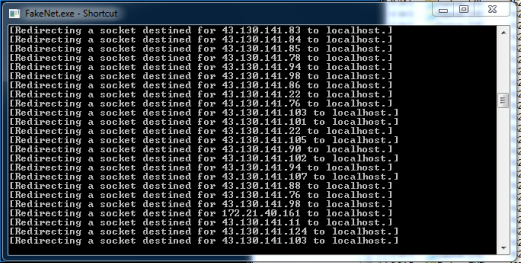 FakeNet.exe - Shortcut
[Redirecting a socket destined for 43.130.141.83 to localhost.]
[Redirecting a socket destined for 43.130.141.84 to localhost.]
[Redirecting a socket destined for 43.130.141.85 to localhost.]
[Redirecting a socket destined for 43.130.141.78 to localhost.]
[Redirecting a socket destined for 43.130.141.94 to localhost.]
[Redirecting a socket destined for 43.130.141.98 to localhost.]
[Redirecting a socket destined for 43.130.141.86 to localhost.]
[Redirecting a socket destined for 43.130.141.22 to localhost.]
[Redirecting a socket destined for 43.130.141.76 to localhost.]
[Redirecting a socket destined for 43.130.141.103 to localhost.]
[Redirecting a socket destined for 43.130.141.101 to localhost.]
[Redirecting a socket destined for 43.130.141.22 to localhost.]
[Redirecting a socket destined for 43.130.141.105 to localhost.]
[Redirecting a socket destined for 43.130.141.90 to localhost.]
[Redirecting a socket destined for 43.130.141.102 to localhost.]
[Redirecting a socket destined for 43.130.141.94 to localhost.]
[Redirecting a socket destined for 43.130.141.107 to localhost.]
[Redirecting a socket destined for 43.130.141.88 to localhost.]
[Redirecting a socket destined for 43.130.141.76 to localhost.]
[Redirecting a socket destined for 43.130.141.98 to localhost.]
[Redirecting a socket destined for 172.21.40.161 to localhost.]
[Redirecting a socket destined for 43.130.141.11 to localhost.]
[Redirecting a socket destined for 43.130.141.124 to localhost.]
[Redirecting a socket destined for 43.130.141.103 to localhost.]